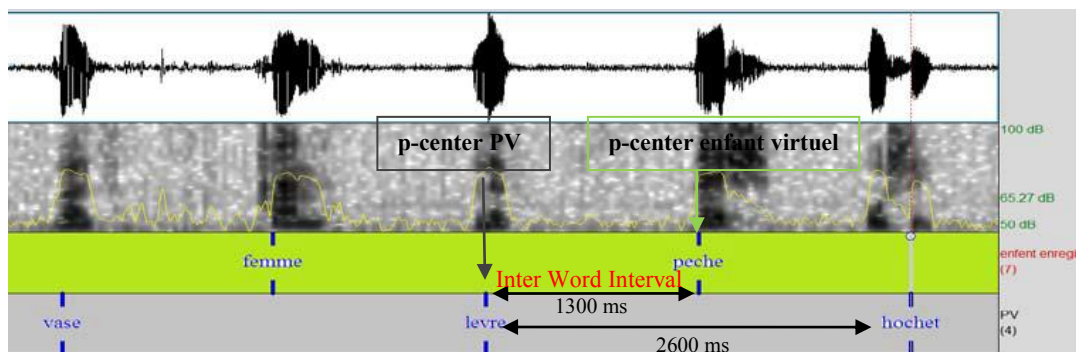 100 dB
p-center PV
p-center enfant virtuel
65.27 dB
50 dB
femme
peche
enfent enregi
(7)
Inter Word Interval
1300 ms
vase
levre
hochet
PV
(4)
2600 ms